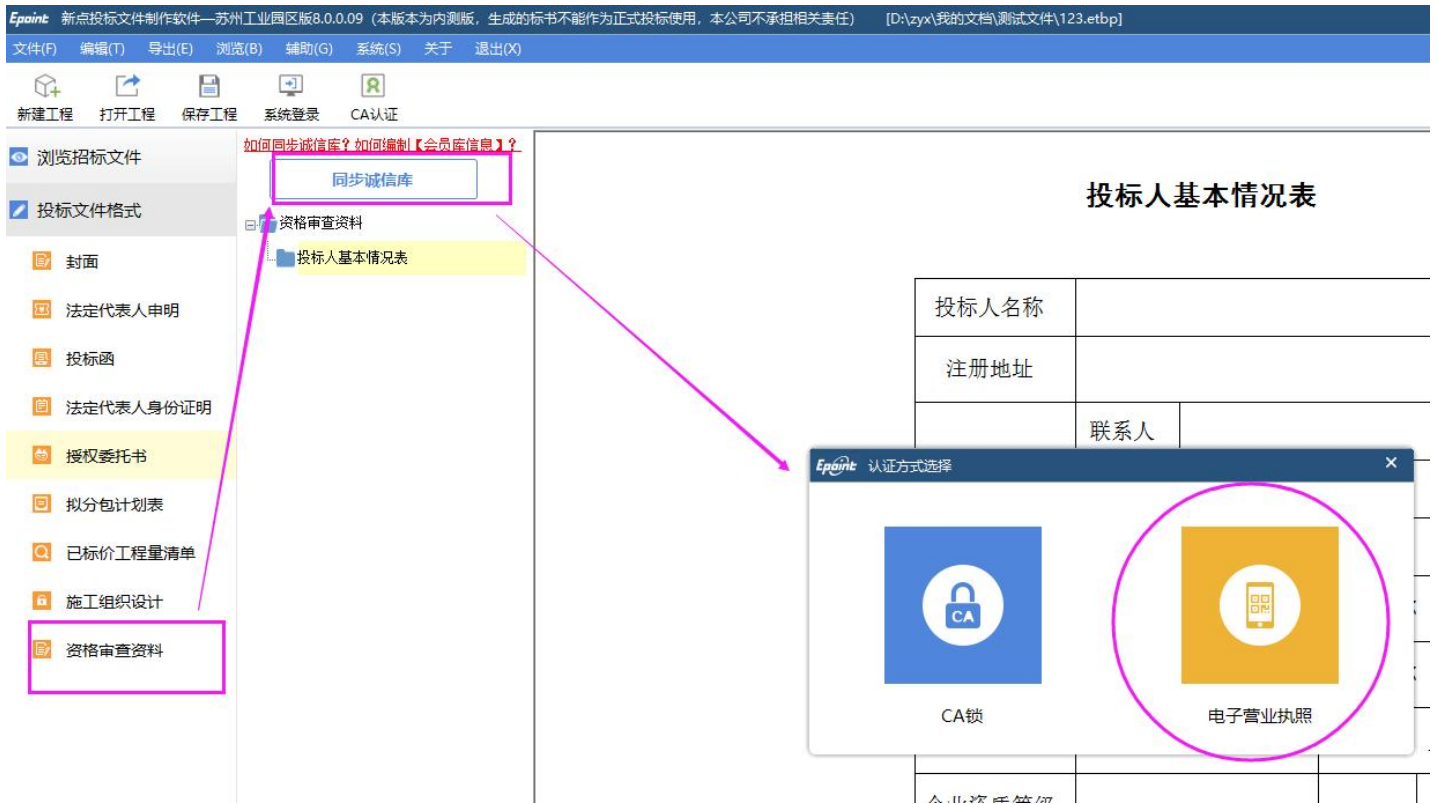 Epoint 新点投标文件制作软件—苏州工业园区版8.0.0.09（本版本为内测版，生成的标书不能作为正式投标使用，本公司不承担相关责任） [D:\zyx\我的文档\测试文件\123.etbp]
文件(F) 编辑(T) 导出(E) 浏览(B) 辅助(G) 系统(S) 关于 退出(X)
新建工程 打开工程 保存工程 系统登录 CA认证
浏览招标文件
投标文件格式
封面
法定代表人申明
投标函
法定代表人身份证明
授权委托书
拟分包计划表
已标价工程量清单
施工组织设计
资格审查资料
如何同步诚信库？如何编制【会员库信息】？
同步诚信库
资格审查资料
投标人基本情况表
投标人基本情况表
投标人名称
注册地址
联系人
Epoint 认证方式选择
CA
CA锁
电子营业执照
企业资质等级